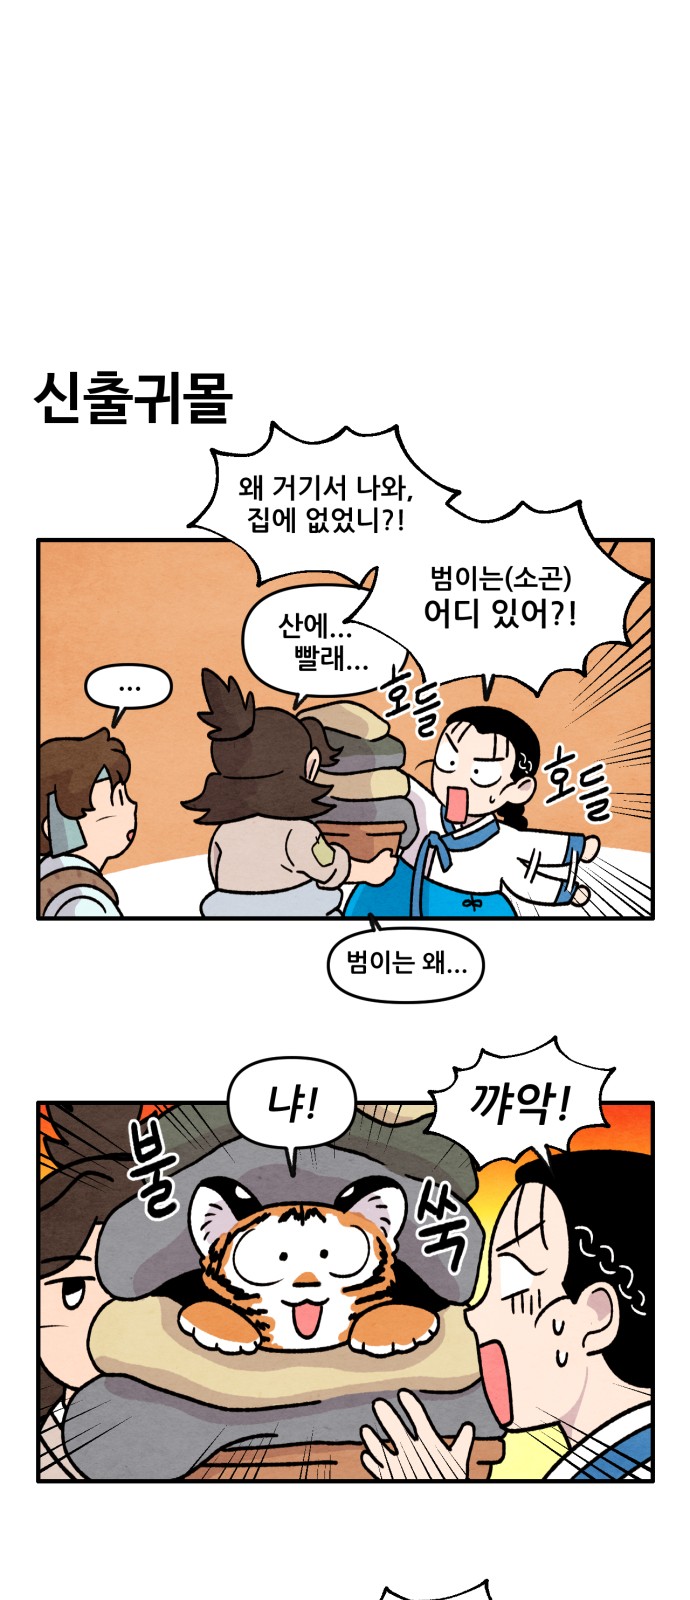 신출귀몰
왜 거기서 나와,
집에 없었니?!
범이는(소곤)
어디 있어?!
산에...
빨래...
...
호들
호들
범이는 왜...
냐!
꺄악!
불
쑥